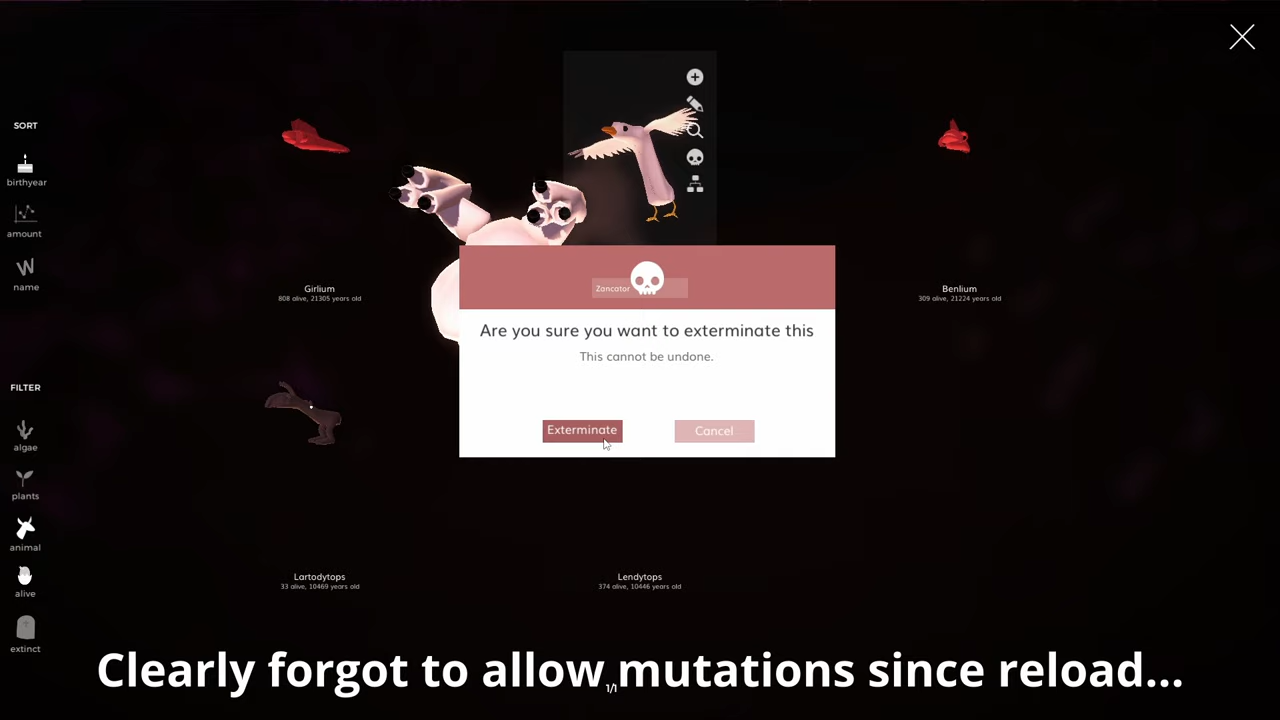 SORT
birthyear
amount
name
FILTER
algae
plants
animal
alive
extinct
Girlium
808 alive, 21305 years old
Benlium
309 alive, 21224 years old
Zancator
Are you sure you want to exterminate this
This cannot be undone.
Exterminate
Cancel
Lartodytops
33 alive, 10469 years old
Lendytops
374 alive, 10446 years old
Clearly forgot to allow mutations since reload...
1/1